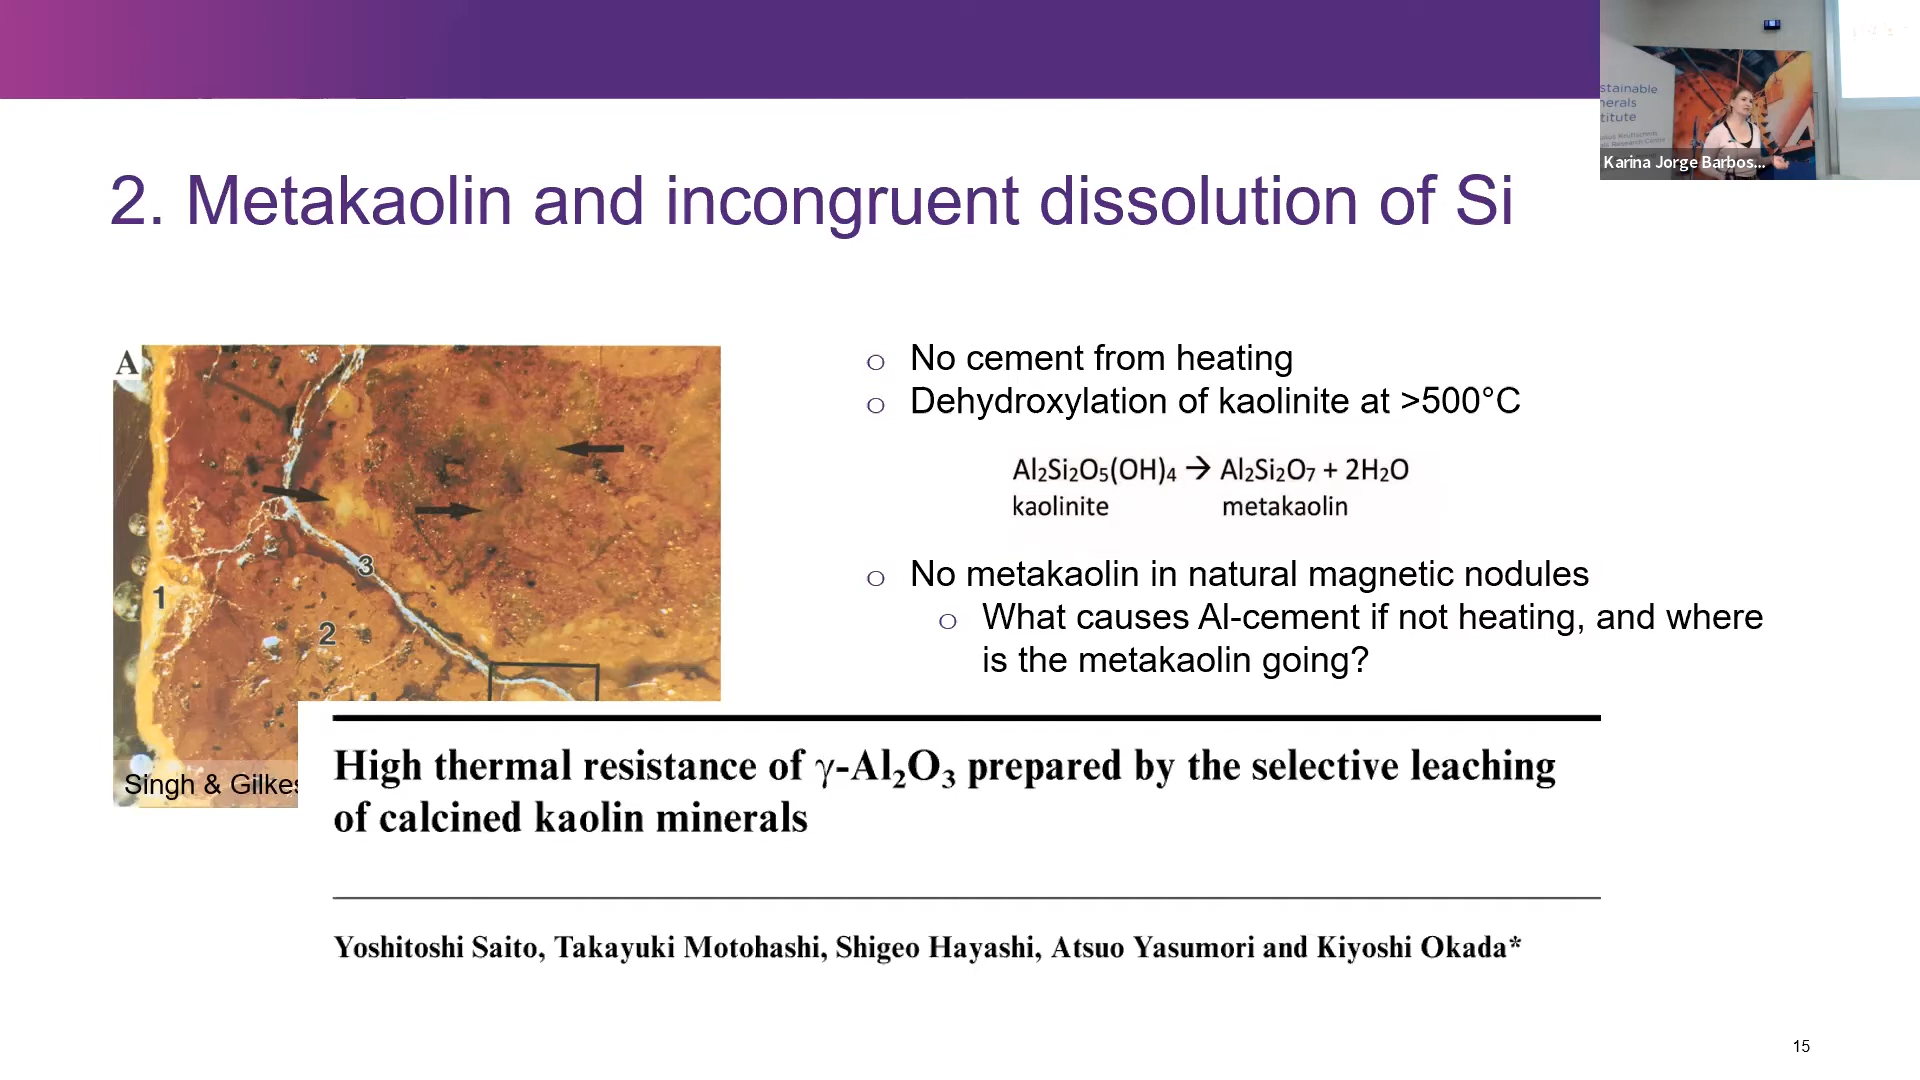 2. Metakaolin and incongruent dissolution of Si
stainable
nerals
titute
Karina Jorge Barbos...
A
1
2
3
Singh & Gilkes
o No cement from heating
o Dehydroxylation of kaolinite at >500°C
Al₂Si₂O₅(OH)₄ → Al₂Si₂O₇ + 2H₂O
kaolinite metakaolin
o No metakaolin in natural magnetic nodules
o What causes Al-cement if not heating, and where
is the metakaolin going?
High thermal resistance of γ-Al₂O₃ prepared by the selective leaching
of calcined kaolin minerals
Yoshitoshi Saito, Takayuki Motohashi, Shigeo Hayashi, Atsuo Yasumori and Kiyoshi Okada*
15